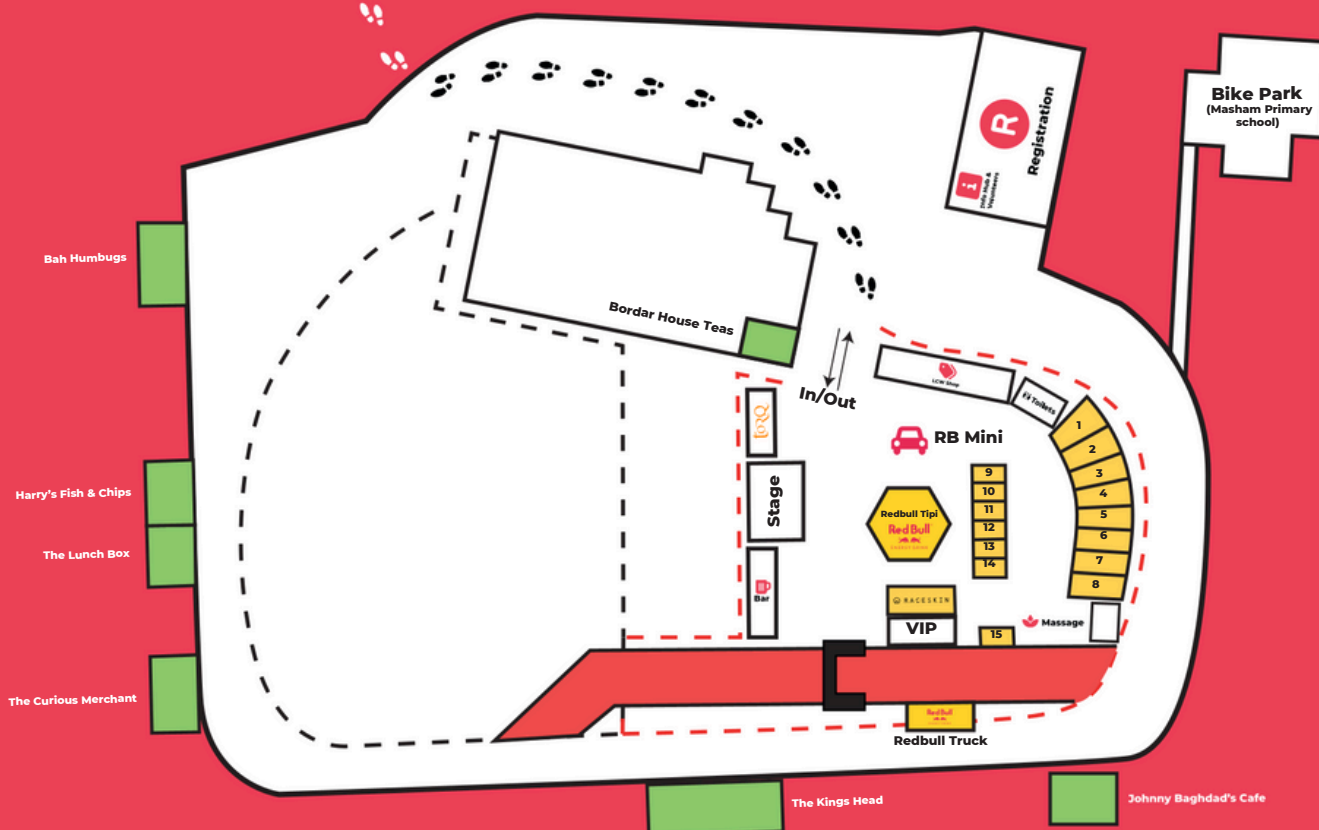 Bike Park
(Masham Primary
school)
R
Registration
i
Info Hub &
Volunteers
Bah Humbugs
Bordar House Teas
In/Out
LCW Shop
Toilets
TORQ
RB Mini
1
2
3
4
5
6
7
8
9
10
11
12
13
14
Harry's Fish & Chips
Stage
Redbull Tipi
Red Bull
ENERGY DRINK
The Lunch Box
Bar
RACESKIN
VIP
15
Massage
The Curious Merchant
Red Bull
Redbull Truck
The Kings Head
Johnny Baghdad's Cafe